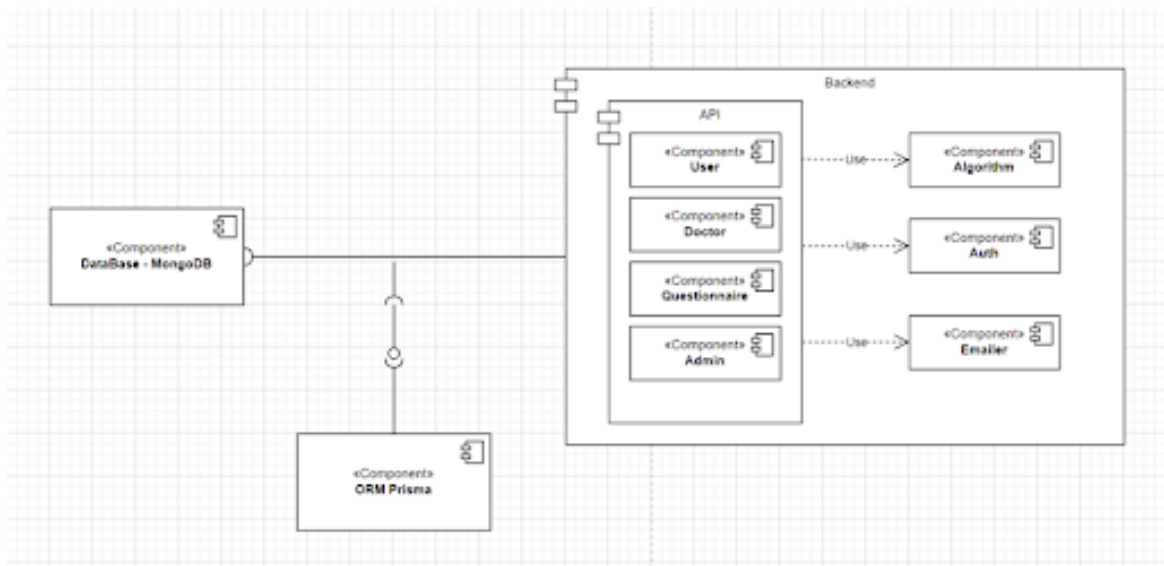 Backend
API
«Component»
User
«Component»
Doctor
«Component»
Questionnaire
«Component»
Admin
Use
Use
Use
«Component»
Algorithm
«Component»
Auth
«Component»
Emailer
«Component»
DataBase - MongoDB
«Component»
ORM Prisma